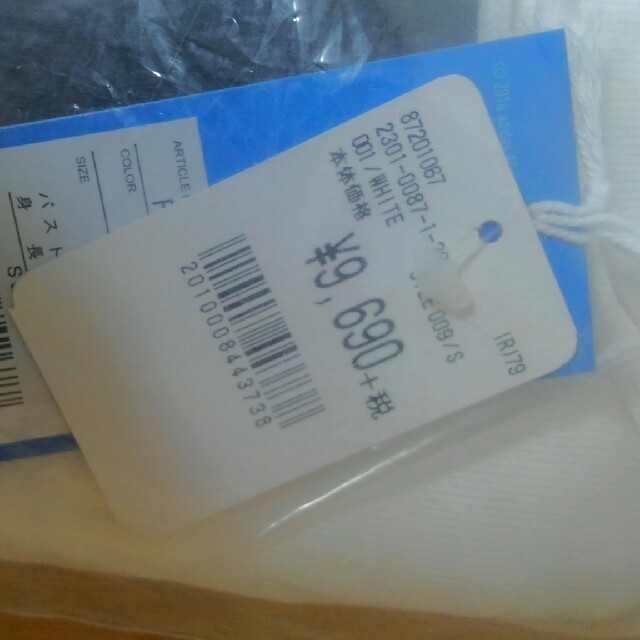 87201067
2301-0087-1-
001/WHITE 009/S
本体価格
IRI79
¥9,690+税
2010008443738
ARTICLE
COLOR
SIZE
バスト
身長